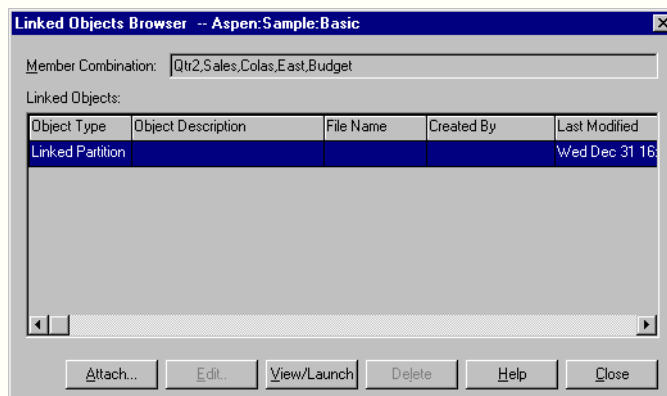 Linked Objects Browser -- Aspen:Sample:Basic
Member Combination: Qtr2,Sales,Colas,East,Budget
Linked Objects:
Object Type Object Description File Name Created By Last Modified
Linked Partition Wed Dec 31 16:
Attach... Edit.. View/Launch Delete Help Close